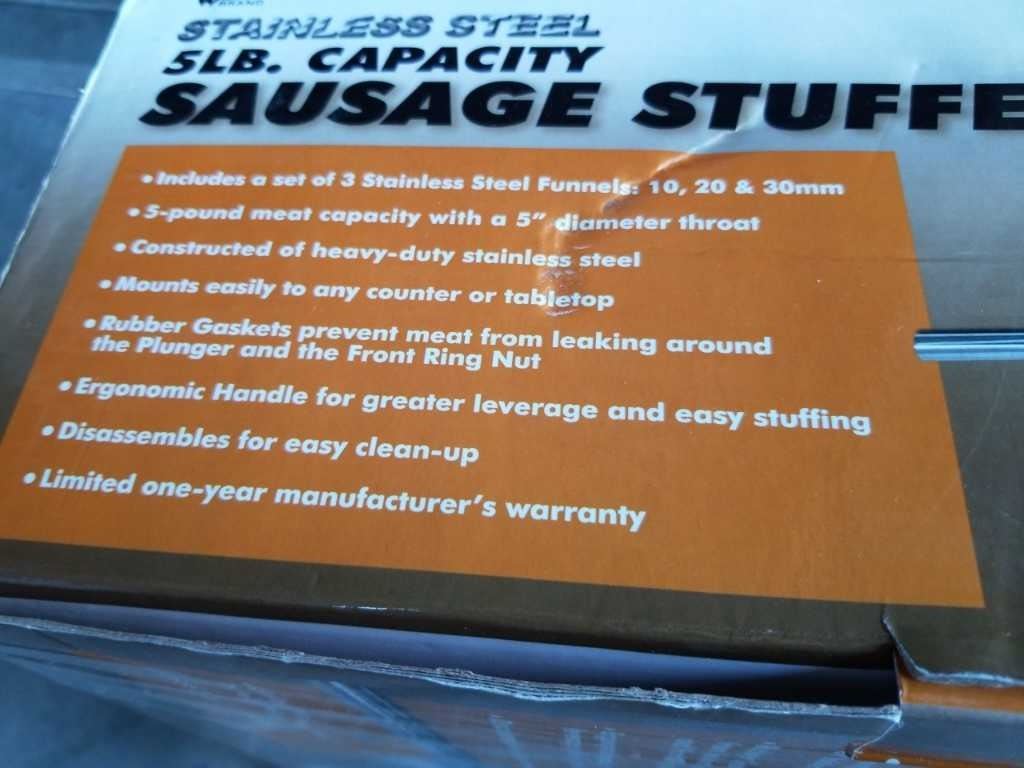 BRAND
STAINLESS STEEL
5LB. CAPACITY
SAUSAGE STUFFE
• Includes a set of 3 Stainless Steel Funnels: 10, 20 & 30mm
• 5-pound meat capacity with a 5" diameter throat
• Constructed of heavy-duty stainless steel
• Mounts easily to any counter or tabletop
• Rubber Gaskets prevent meat from leaking around
the Plunger and the Front Ring Nut
• Ergonomic Handle for greater leverage and easy stuffing
• Disassembles for easy clean-up
• Limited one-year manufacturer's warranty